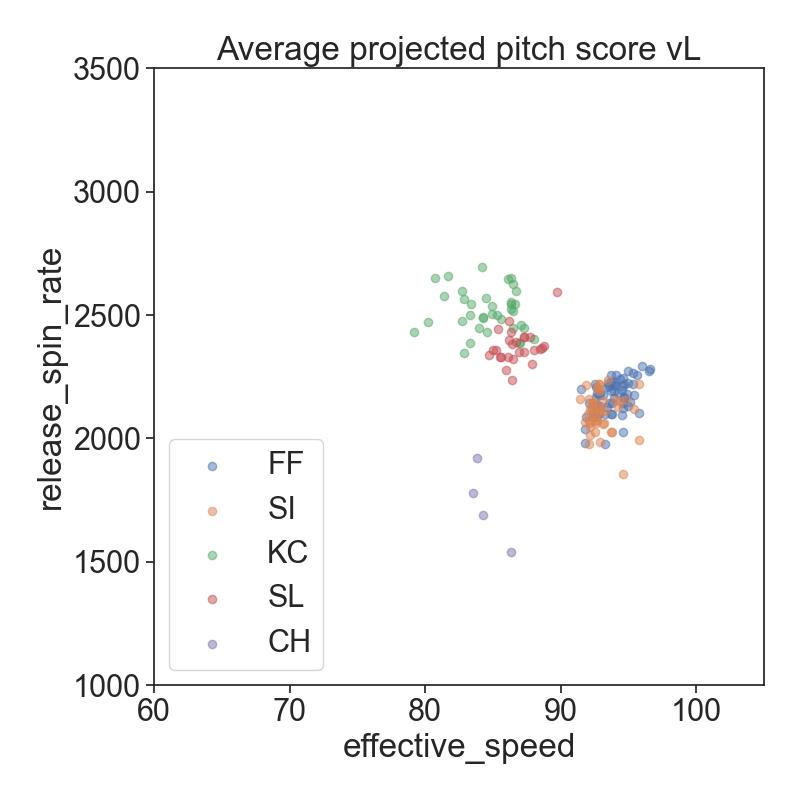 Average projected pitch score vL
3500
3000
2500
2000
1500
1000
release_spin_rate
FF
SI
KC
SL
CH
60 70 80 90 100
effective_speed